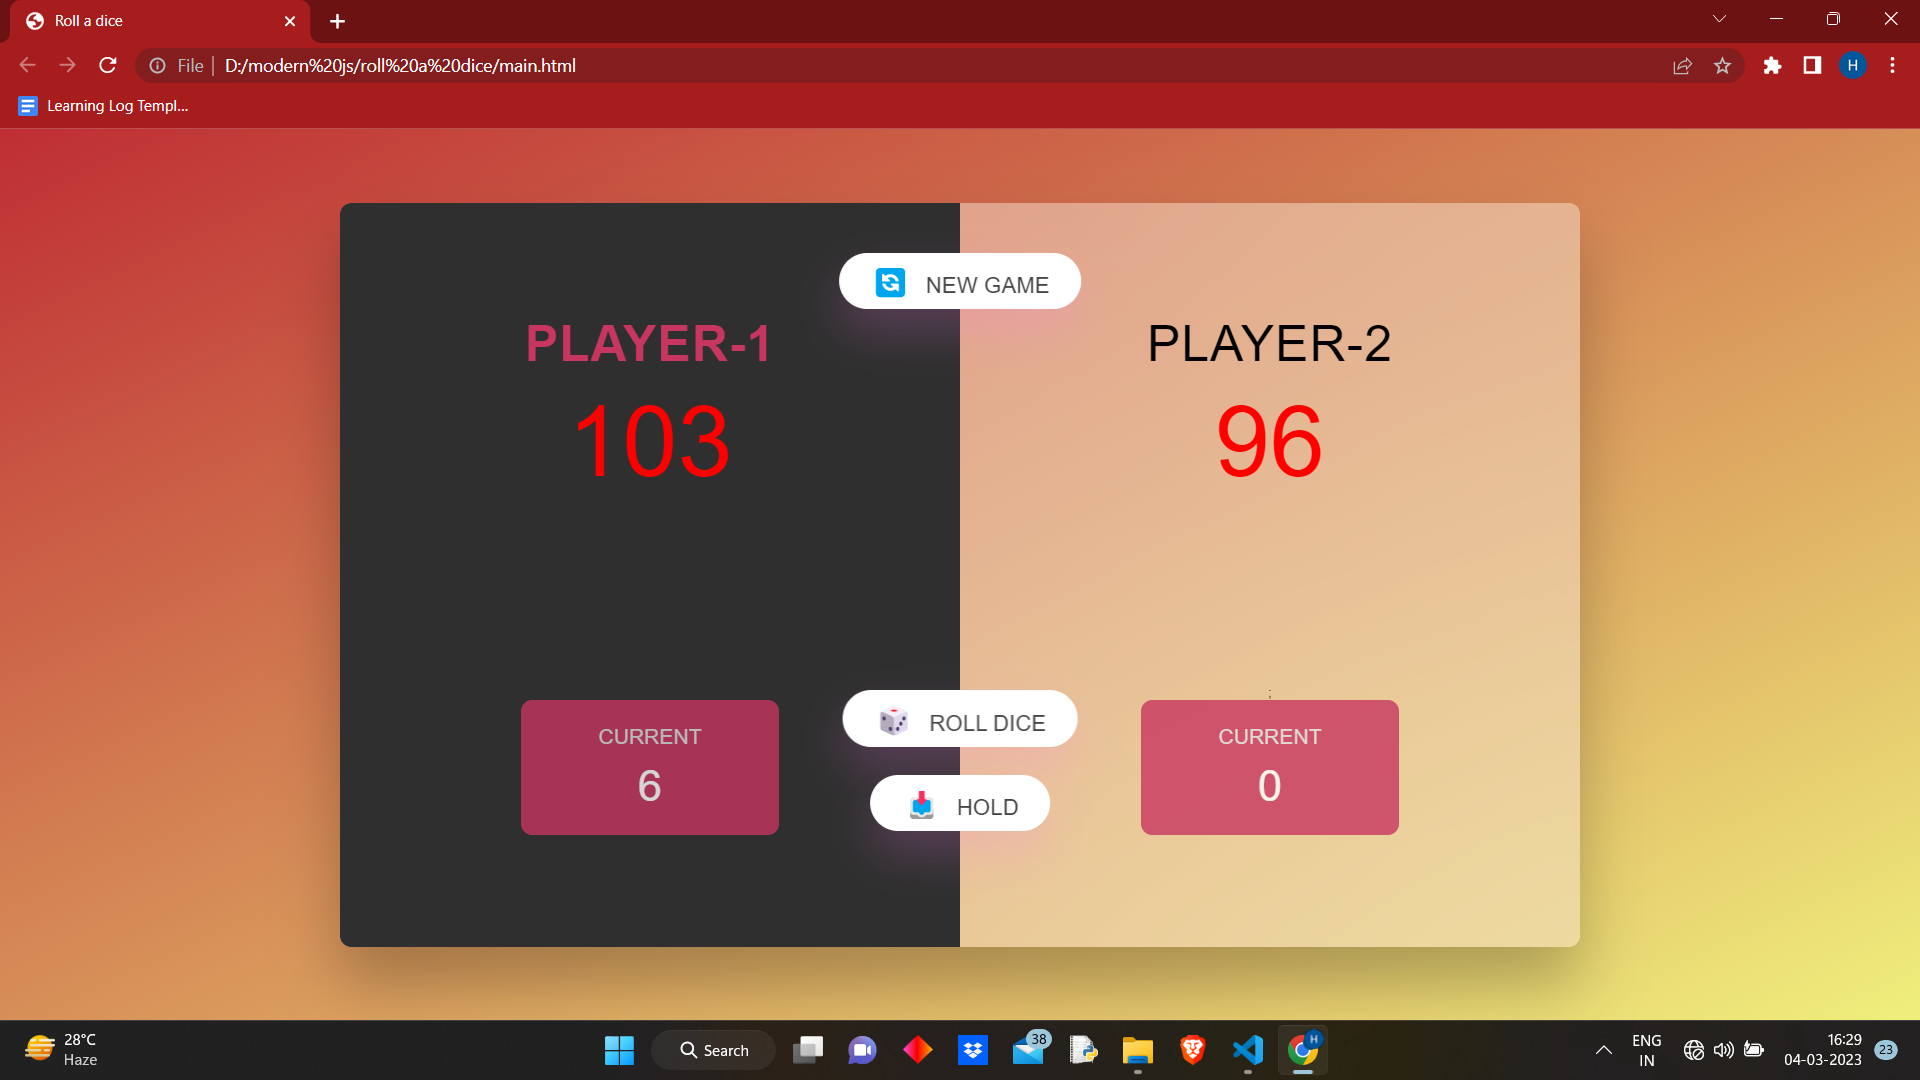 Roll a dice
File | D:/modern%20js/roll%20a%20dice/main.html
H
Learning Log Templ...
NEW GAME
PLAYER-1
103
PLAYER-2
96
;
CURRENT
6
ROLL DICE
HOLD
CURRENT
0
28°C
Haze
Search
38
H
ENG
IN
16:29
04-03-2023
23